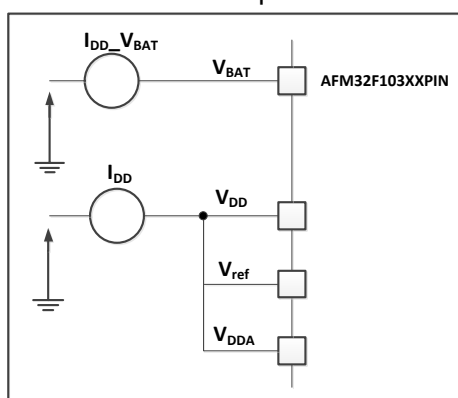 I_DD_V_BAT
V_BAT
AFM32F103XXPIN
I_DD
V_DD
V_ref
V_DDA